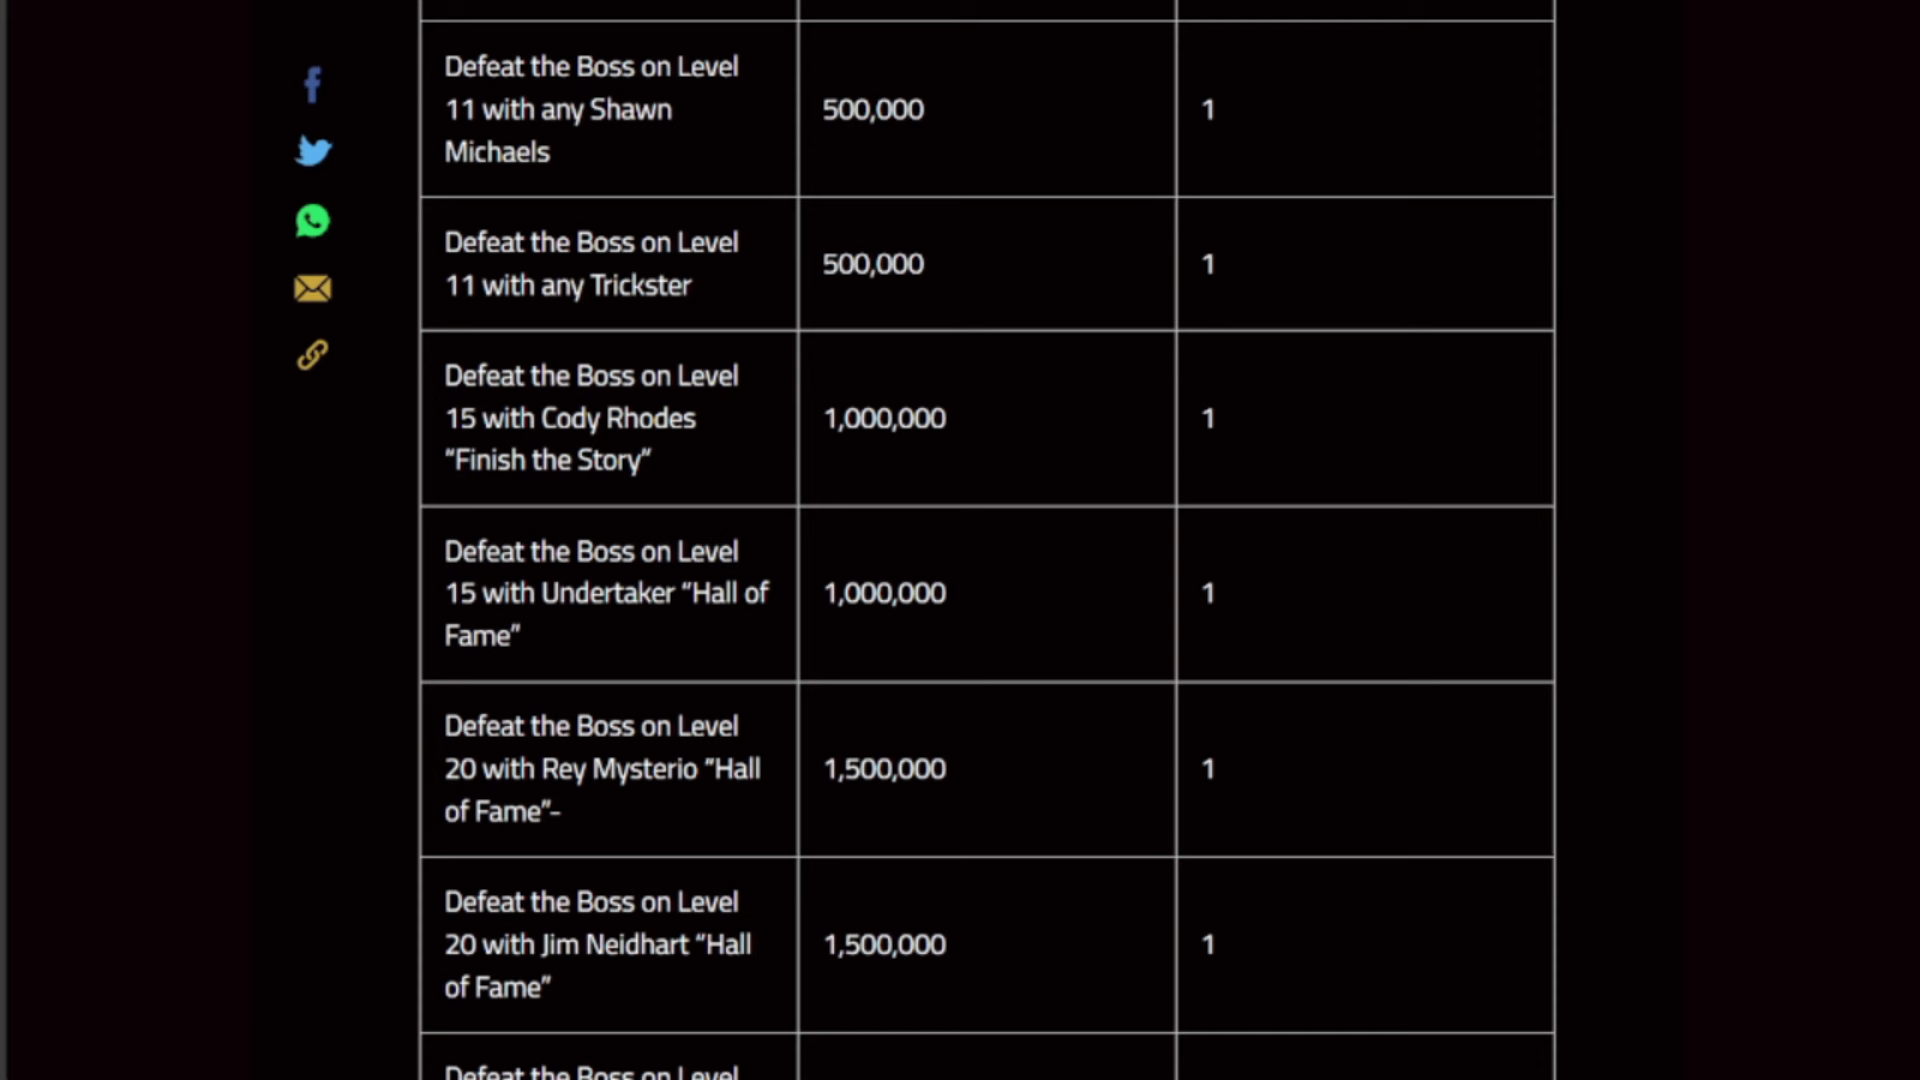 Defeat the Boss on Level
11 with any Shawn
Michaels
500,000
1
Defeat the Boss on Level
11 with any Trickster
500,000
1
Defeat the Boss on Level
15 with Cody Rhodes
“Finish the Story”
1,000,000
1
Defeat the Boss on Level
15 with Undertaker “Hall of
Fame”
1,000,000
1
Defeat the Boss on Level
20 with Rey Mysterio “Hall
of Fame”-
1,500,000
1
Defeat the Boss on Level
20 with Jim Neidhart “Hall
of Fame”
1,500,000
1
Defeat the Boss on Level